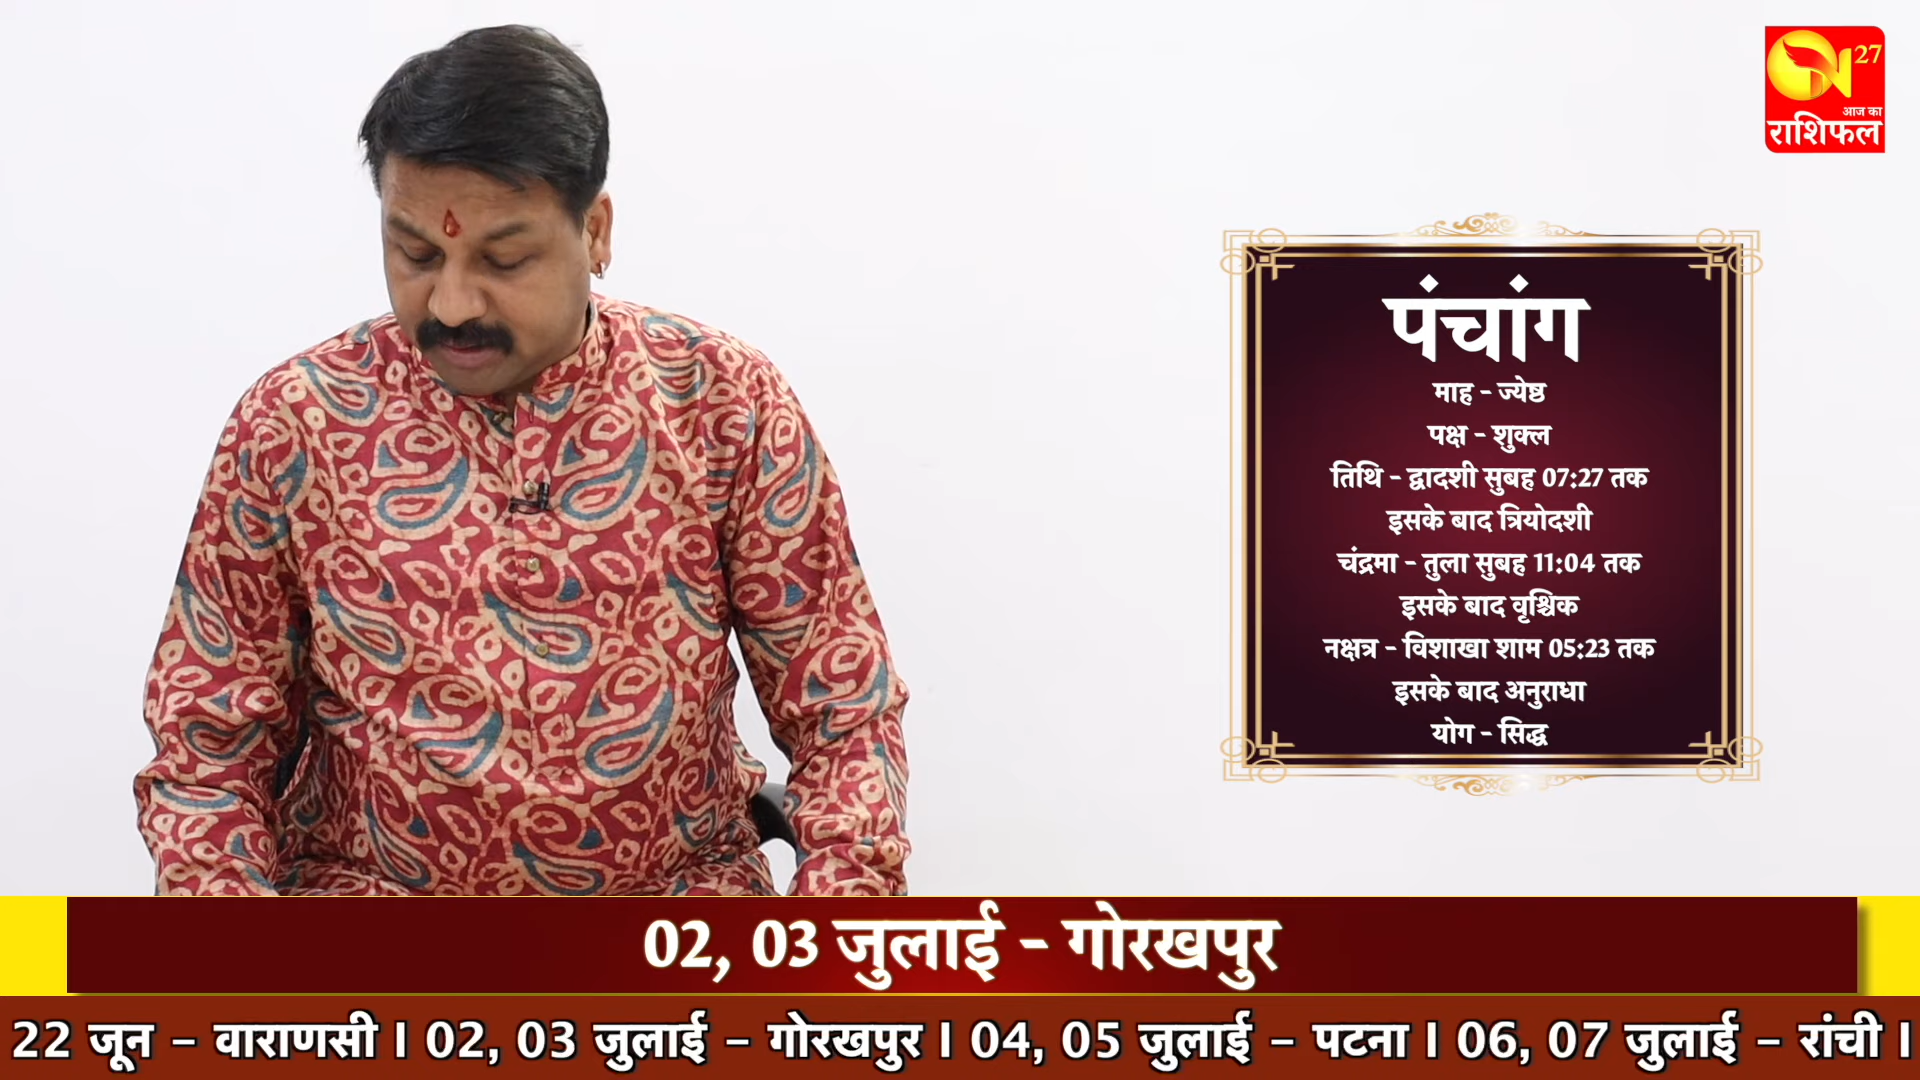 27
आज का
राशिफल
पंचांग
माह - ज्येष्ठ
पक्ष - शुक्ल
तिथि - द्वादशी सुबह 07:27 तक
इसके बाद त्रियोदशी
चंद्रमा - तुला सुबह 11:04 तक
इसके बाद वृश्चिक
नक्षत्र - विशाखा शाम 05:23 तक
इसके बाद अनुराधा
योग - सिद्ध
02, 03 जुलाई - गोरखपुर
22 जून - वाराणसी । 02, 03 जुलाई - गोरखपुर । 04, 05 जुलाई - पटना । 06, 07 जुलाई - रांची ।